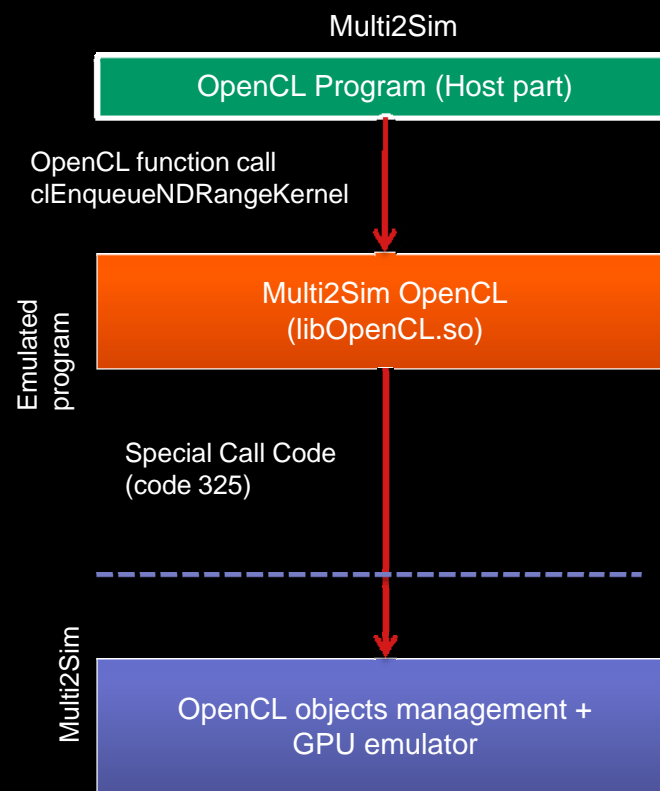 Multi2Sim
OpenCL Program (Host part)
OpenCL function call
clEnqueueNDRangeKernel
Multi2Sim OpenCL
(libOpenCL.so)
Emulated
program
Special Call Code
(code 325)
Multi2Sim
OpenCL objects management +
GPU emulator